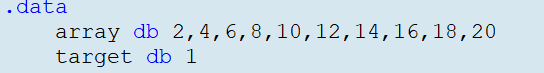 .data
    array db 2,4,6,8,10,12,14,16,18,20
    target db 1